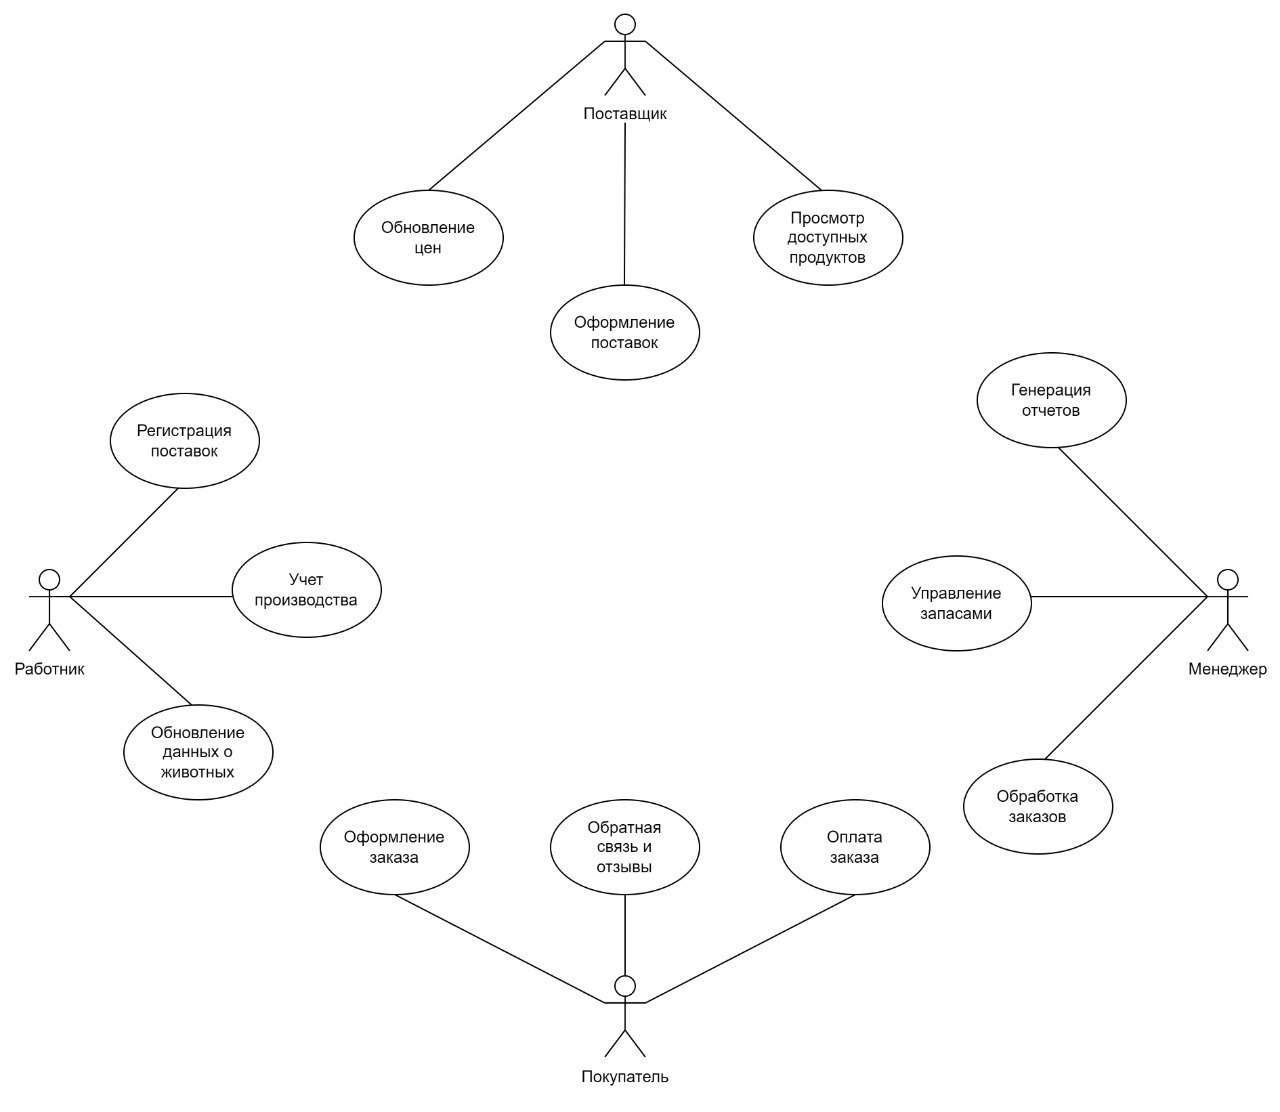 Поставщик
Обновление
цен
Просмотр
доступных
продуктов
Оформление
поставок
Генерация
отчетов
Регистрация
поставок
Учет
производства
Управление
запасами
Работник
Менеджер
Обновление
данных о
животных
Обработка
заказов
Оформление
заказа
Обратная
связь и
отзывы
Оплата
заказа
Покупатель